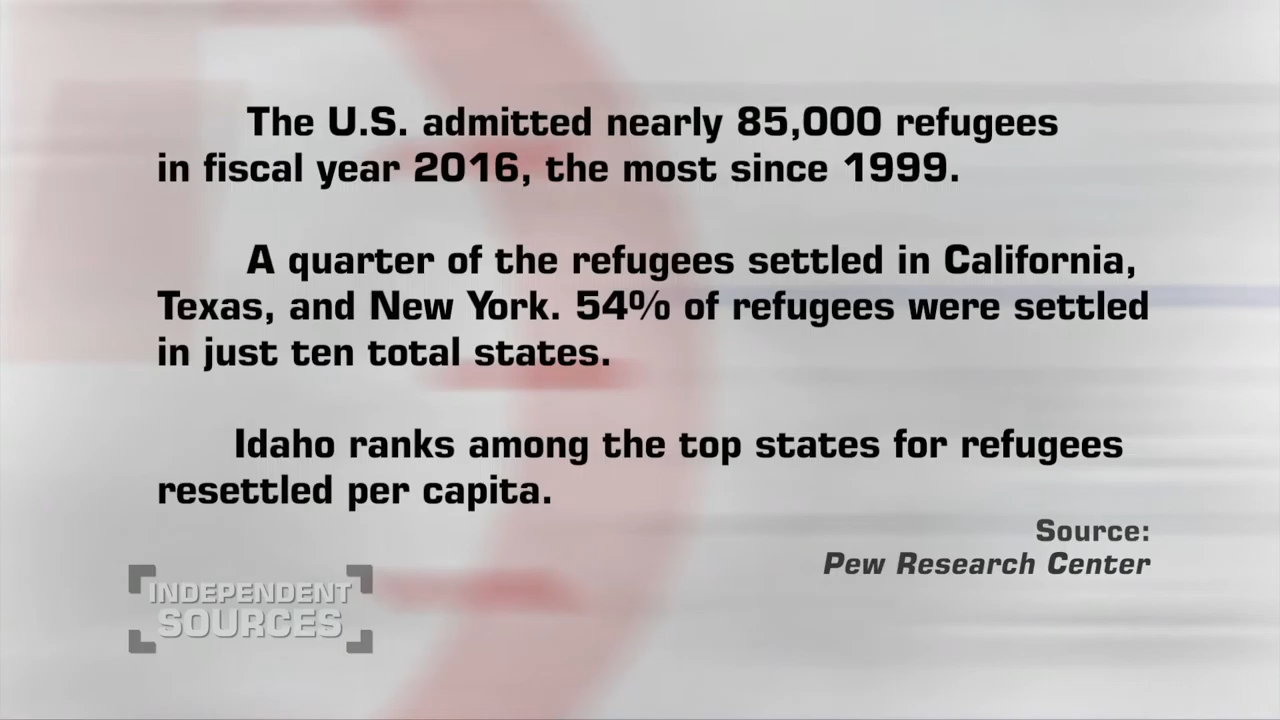 The U.S. admitted nearly 85,000 refugees
in fiscal year 2016, the most since 1999.
A quarter of the refugees settled in California,
Texas, and New York. 54% of refugees were settled
in just ten total states.
Idaho ranks among the top states for refugees
resettled per capita.
Source:
Pew Research Center
INDEPENDENT
SOURCES